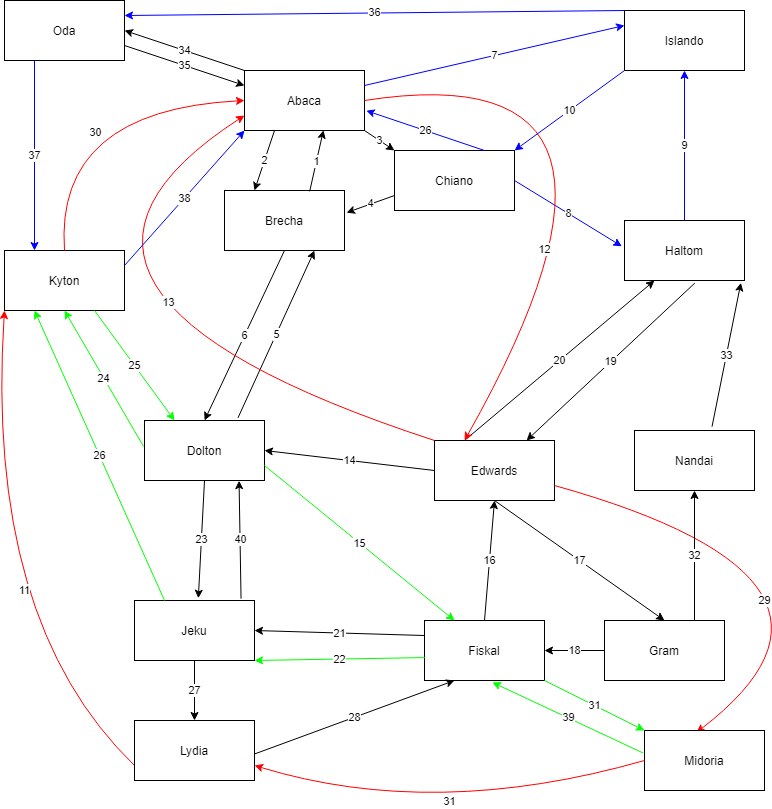 36
Oda
Islando
34
7
35
Abaca
10
30
26
3
2
1
9
37
Chiano
38
4
8
Brecha
12
Haltom
Kyton
13
6
5
33
20
19
25
24
Dolton
26
14
Edwards
Nandai
23
40
15
16
17
32
11
29
Jeku
21
Fiskal
18
Gram
22
27
31
28
39
Lydia
Midoria
31